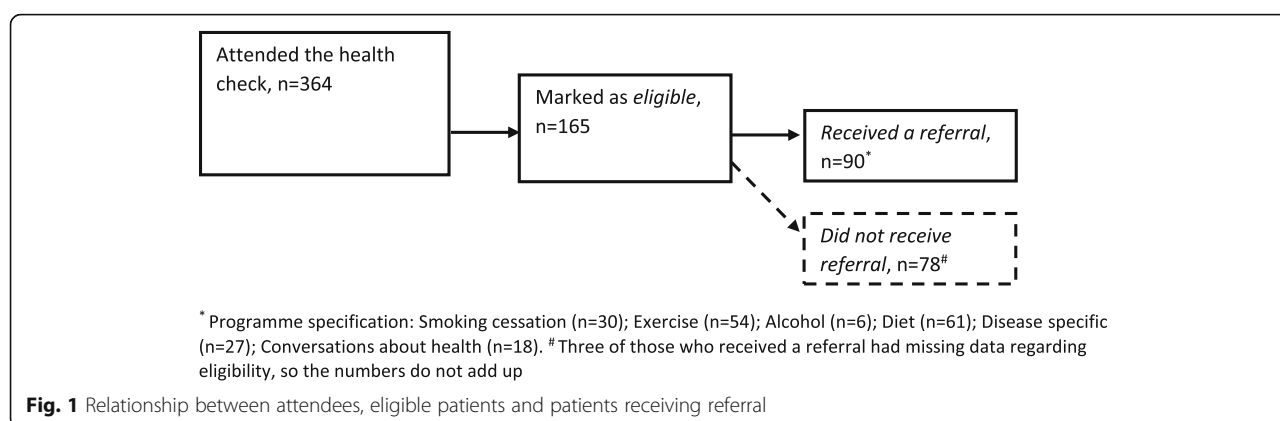 Attended the health
check, n=364
Marked as eligible,
n=165
Received a referral,
n=90*
Did not receive
referral, n=78#
* Programme specification: Smoking cessation (n=30); Exercise (n=54); Alcohol (n=6); Diet (n=61); Disease specific
(n=27); Conversations about health (n=18). # Three of those who received a referral had missing data regarding
eligibility, so the numbers do not add up
Fig. 1 Relationship between attendees, eligible patients and patients receiving referral